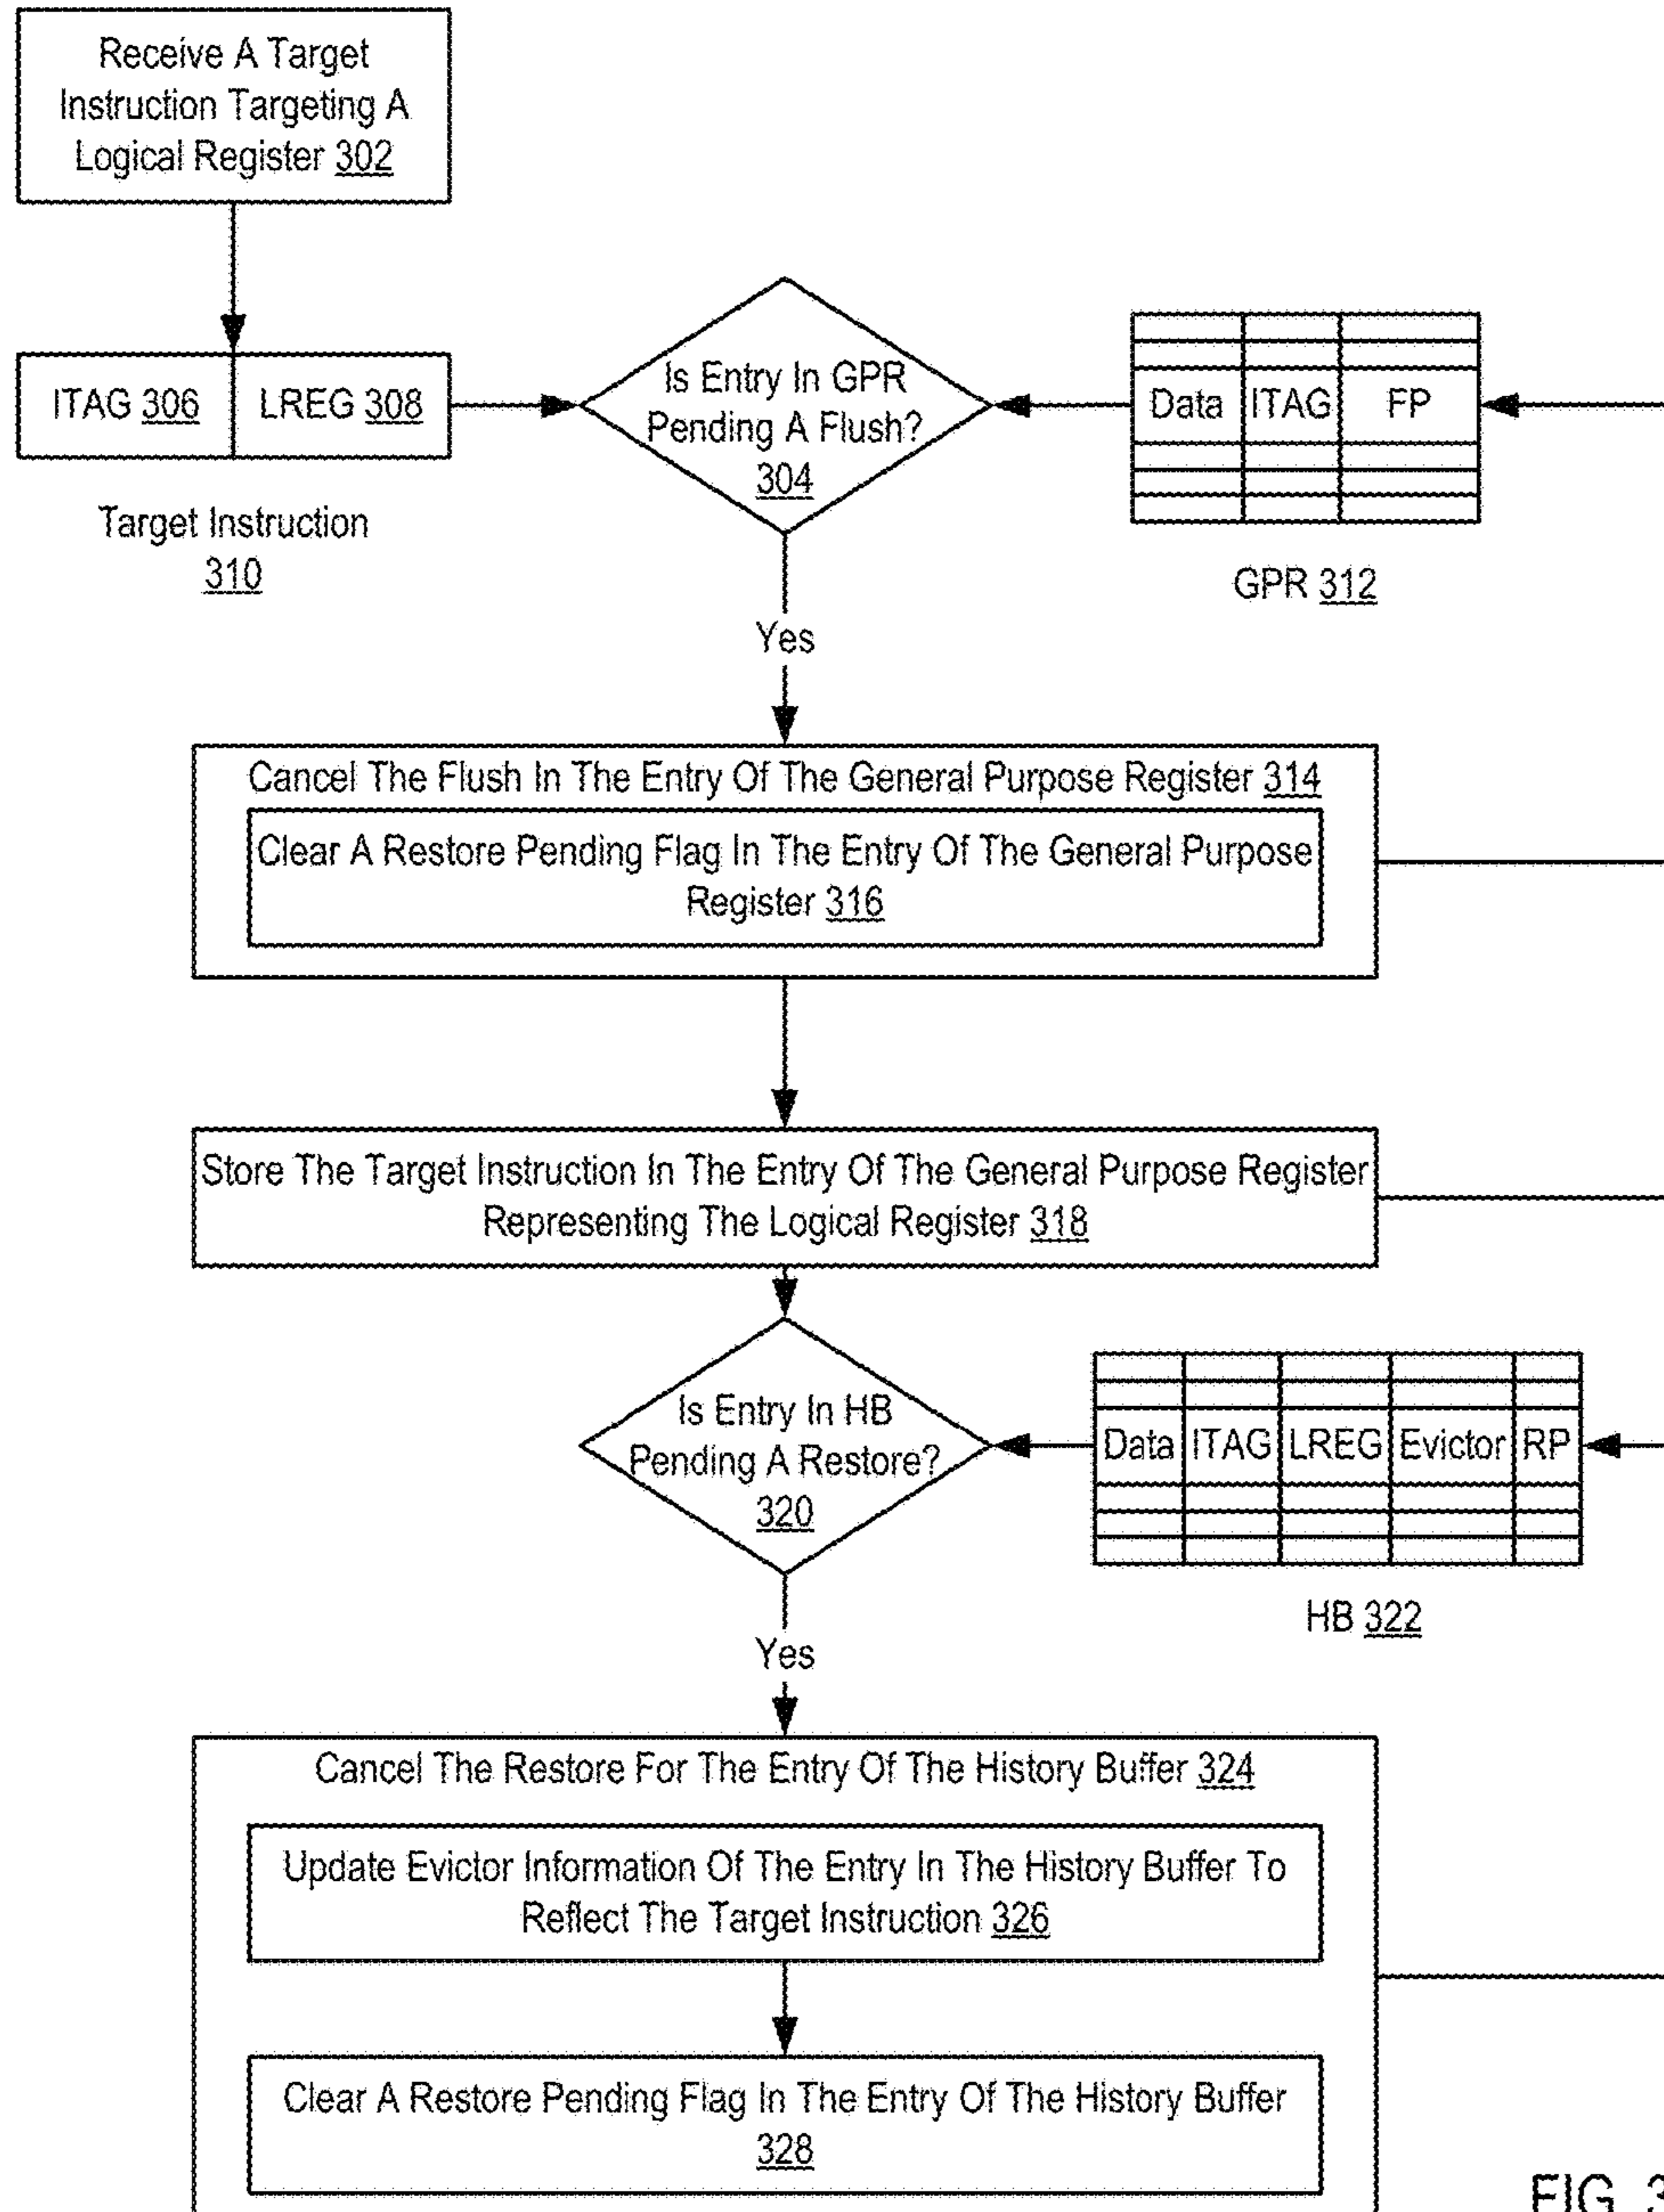 Receive A Target
Instruction Targeting A
Logical Register 302
ITAG 306 LREG 308
Target Instruction
310
Is Entry In GPR
Pending A Flush?
304
Data ITAG FP
GPR 312
Yes
Cancel The Flush In The Entry Of The General Purpose Register 314
Clear A Restore Pending Flag In The Entry Of The General Purpose
Register 316
Store The Target Instruction In The Entry Of The General Purpose Register
Representing The Logical Register 318
Is Entry In HB
Pending A Restore?
320
Data ITAG LREG Evictor RP
HB 322
Yes
Cancel The Restore For The Entry Of The History Buffer 324
Update Evictor Information Of The Entry In The History Buffer To
Reflect The Target Instruction 326
Clear A Restore Pending Flag In The Entry Of The History Buffer
328
FIG. 3